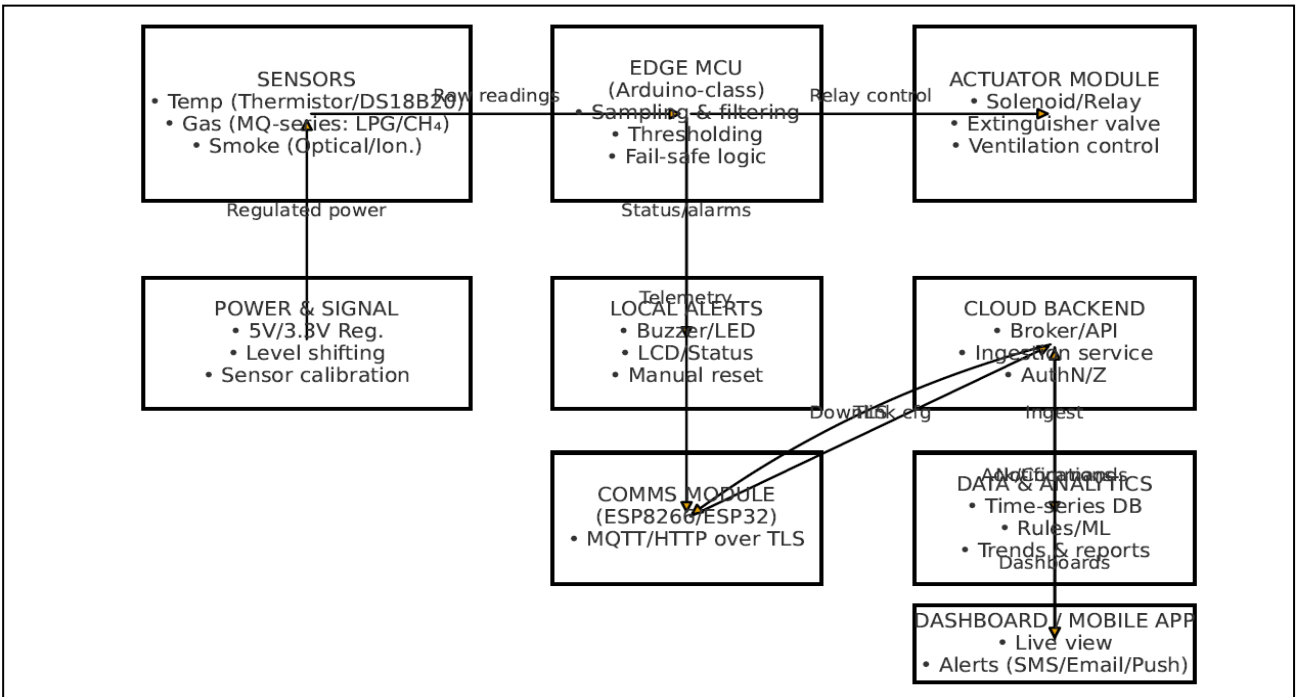 SENSORS
• Temp (Thermistor/DS18B20)
• Gas (MQ-series: LPG/CH₄)
• Smoke (Optical/Ion.)
Raw readings
EDGE MCU
(Arduino-class)
• Sampling & filtering
• Thresholding
• Fail-safe logic
Relay control
ACTUATOR MODULE
• Solenoid/Relay
• Extinguisher valve
• Ventilation control
Regulated power
Status/alarms
POWER & SIGNAL
• 5V/3.3V Reg.
• Level shifting
• Sensor calibration
Telemetry
LOCAL ALERTS
• Buzzer/LED
• LCD/Status
• Manual reset
CLOUD BACKEND
• Broker/API
• Ingestion service
• AuthN/Z
Downlink cfg
TLS
Ingest
COMMS MODULE
(ESP8266/ESP32)
• MQTT/HTTP over TLS
DATA & ANALYTICS
• Time-series DB
• Rules/ML
• Trends & reports
Dashboards
DASHBOARD / MOBILE APP
• Live view
• Alerts (SMS/Email/Push)